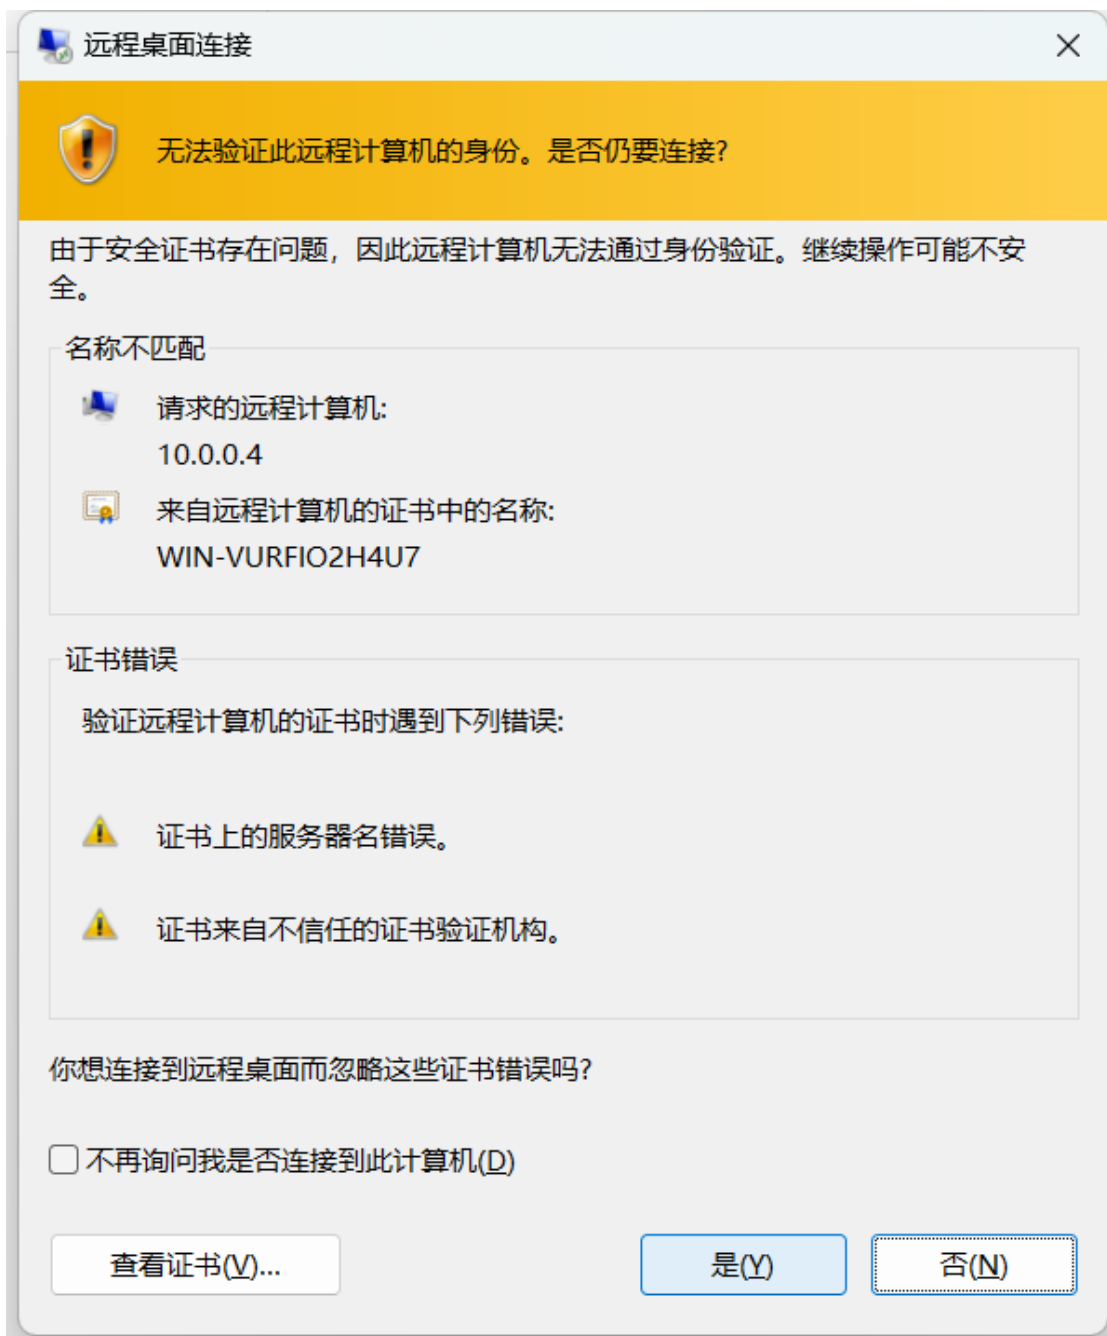 远程桌面连接
无法验证此远程计算机的身份。是否仍要连接?
由于安全证书存在问题，因此远程计算机无法通过身份验证。继续操作可能不安
全。
名称不匹配
请求的远程计算机:
10.0.0.4
来自远程计算机的证书中的名称:
WIN-VURFIO2H4U7
证书错误
验证远程计算机的证书时遇到下列错误:
证书上的服务器名错误。
证书来自不信任的证书验证机构。
你想连接到远程桌面而忽略这些证书错误吗?
不再询问我是否连接到此计算机(D)
查看证书(V)... 是(Y) 否(N)